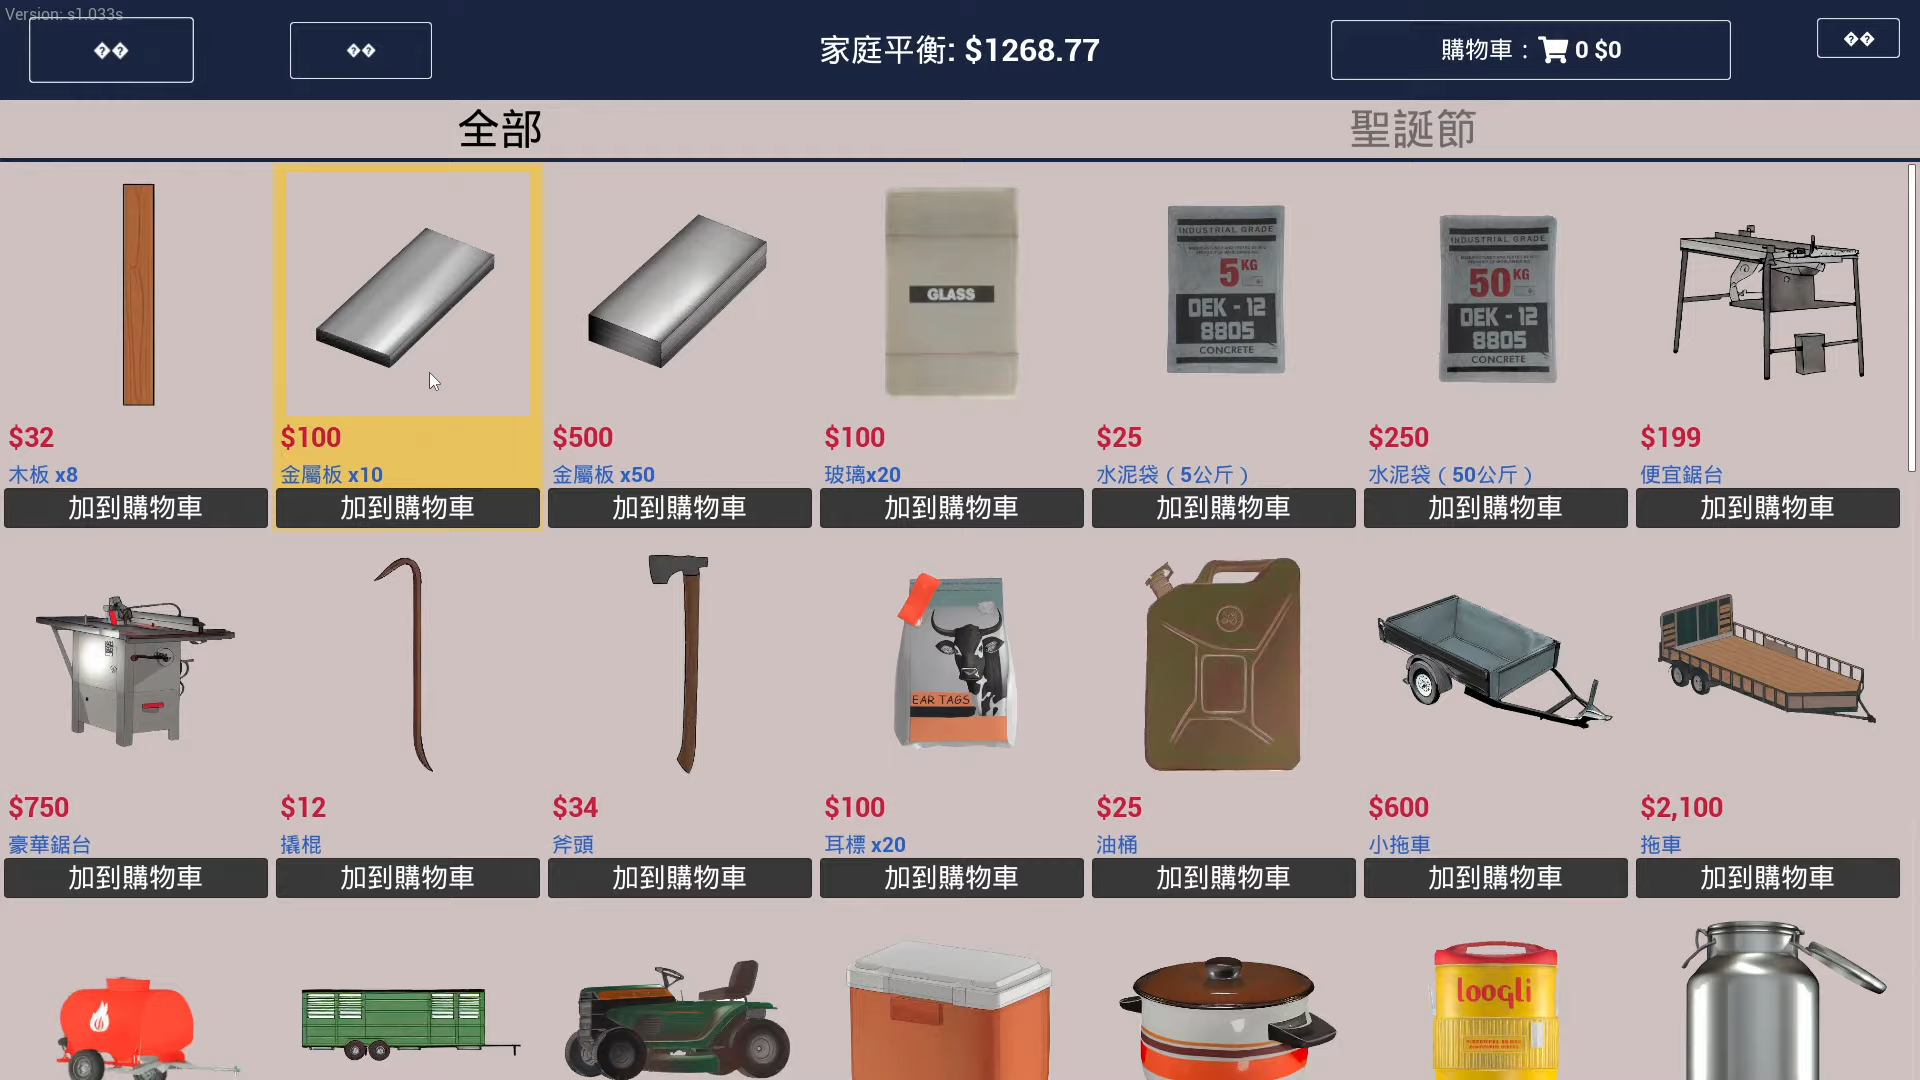 Version: s1.033s
��
��
家庭平衡: $1268.77
購物車： 0 $0
��
全部
聖誕節
GLASS
INDUSTRIAL GRADE
5KG
DEK - 12
8805
CONCRETE
INDUSTRIAL GRADE
50KG
DEK - 12
8805
CONCRETE
$32
$100
$500
$100
$25
$250
$199
木板 x8
金屬板 x10
金屬板 x50
玻璃x20
水泥袋（5公斤）
水泥袋（50公斤）
便宜鋸台
加到購物車
加到購物車
加到購物車
加到購物車
加到購物車
加到購物車
加到購物車
EAR TAGS
$750
$12
$34
$100
$25
$600
$2,100
豪華鋸台
撬棍
斧頭
耳標 x20
油桶
小拖車
拖車
加到購物車
加到購物車
加到購物車
加到購物車
加到購物車
加到購物車
加到購物車
looqli